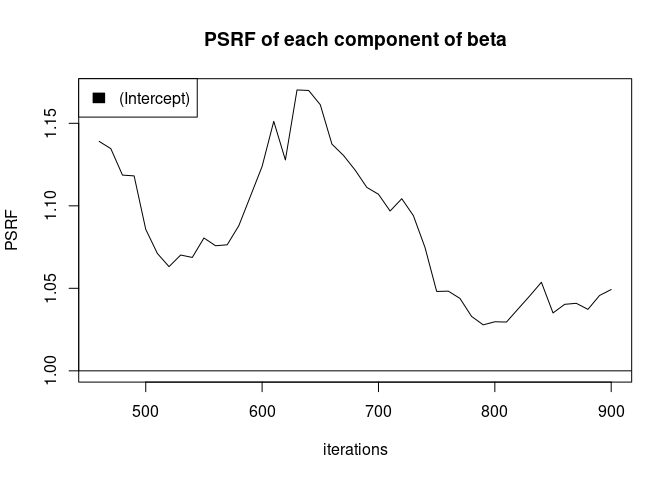 PSRF of each component of beta
(Intercept)
PSRF
1.15
1.10
1.05
1.00
500 600 700 800 900
iterations